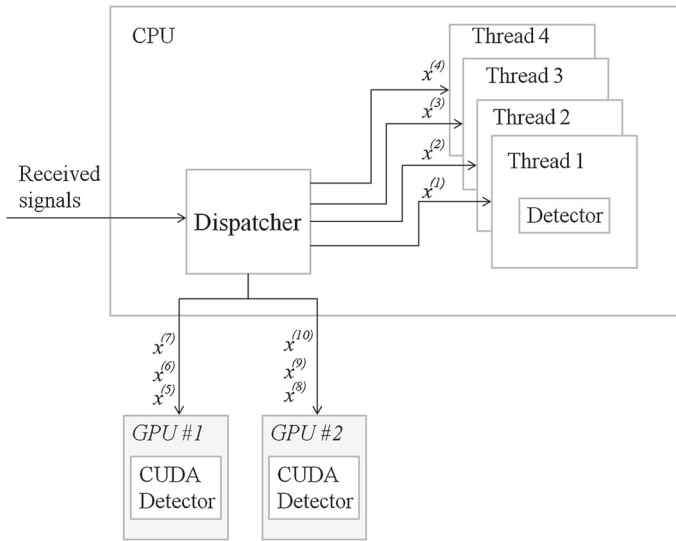 CPU
Thread 4
x(4)
Thread 3
x(3)
Thread 2
x(2)
Thread 1
x(1)
Received
signals
Dispatcher
Detector
x(7)
x(6)
x(5)
x(10)
x(9)
x(8)
GPU #1
CUDA
Detector
GPU #2
CUDA
Detector